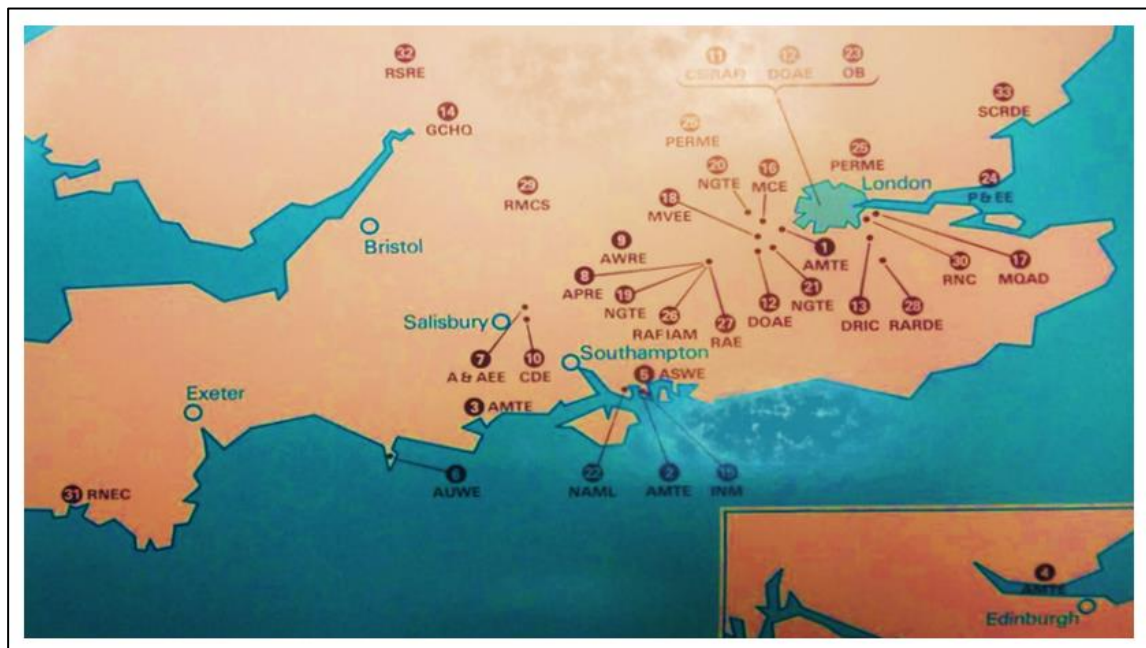 32
RSRE
14
GCHQ
11
12
DOAE
23
OB
33
SCRDE
PERME
25
PERME
20
NGTE
16
MCE
29
RMCS
18
MVEE
London
24
P & EE
Bristol
9
AWRE
1
AMTE
8
APRE
30
RNC
17
MQAD
19
NGTE
21
NGTE
26
RAF IAM
27
RAE
12
DOAE
13
DRIC
28
RARDE
Salisbury
7
A & AEE
10
CDE
Southampton
ASWE
Exeter
3 AMTE
6
AUWE
22
NAML
2
AMTE
15
INM
31 RNEC
4
AMTE
Edinburgh